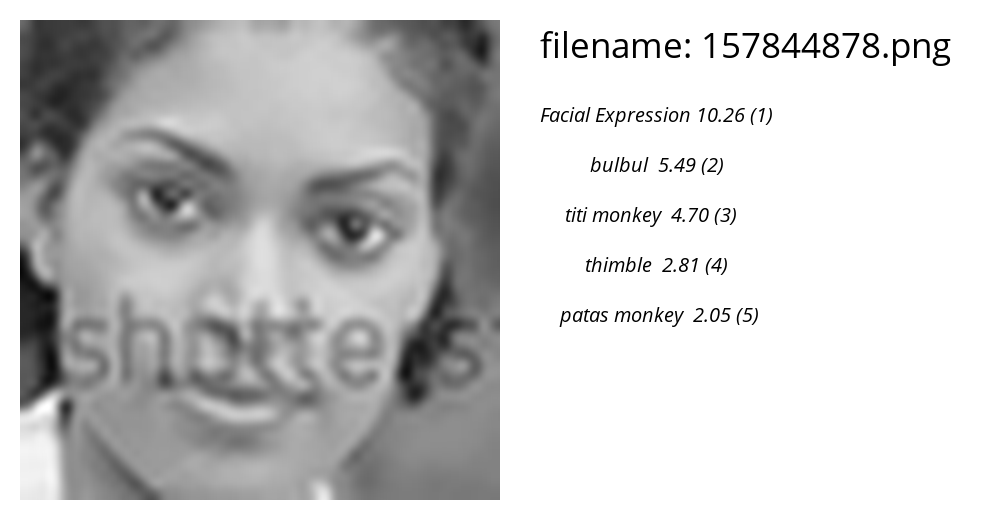 filename: 157844878.png
Facial Expression 10.26 (1)
bulbul 5.49 (2)
titi monkey 4.70 (3)
thimble 2.81 (4)
patas monkey 2.05 (5)
shutters